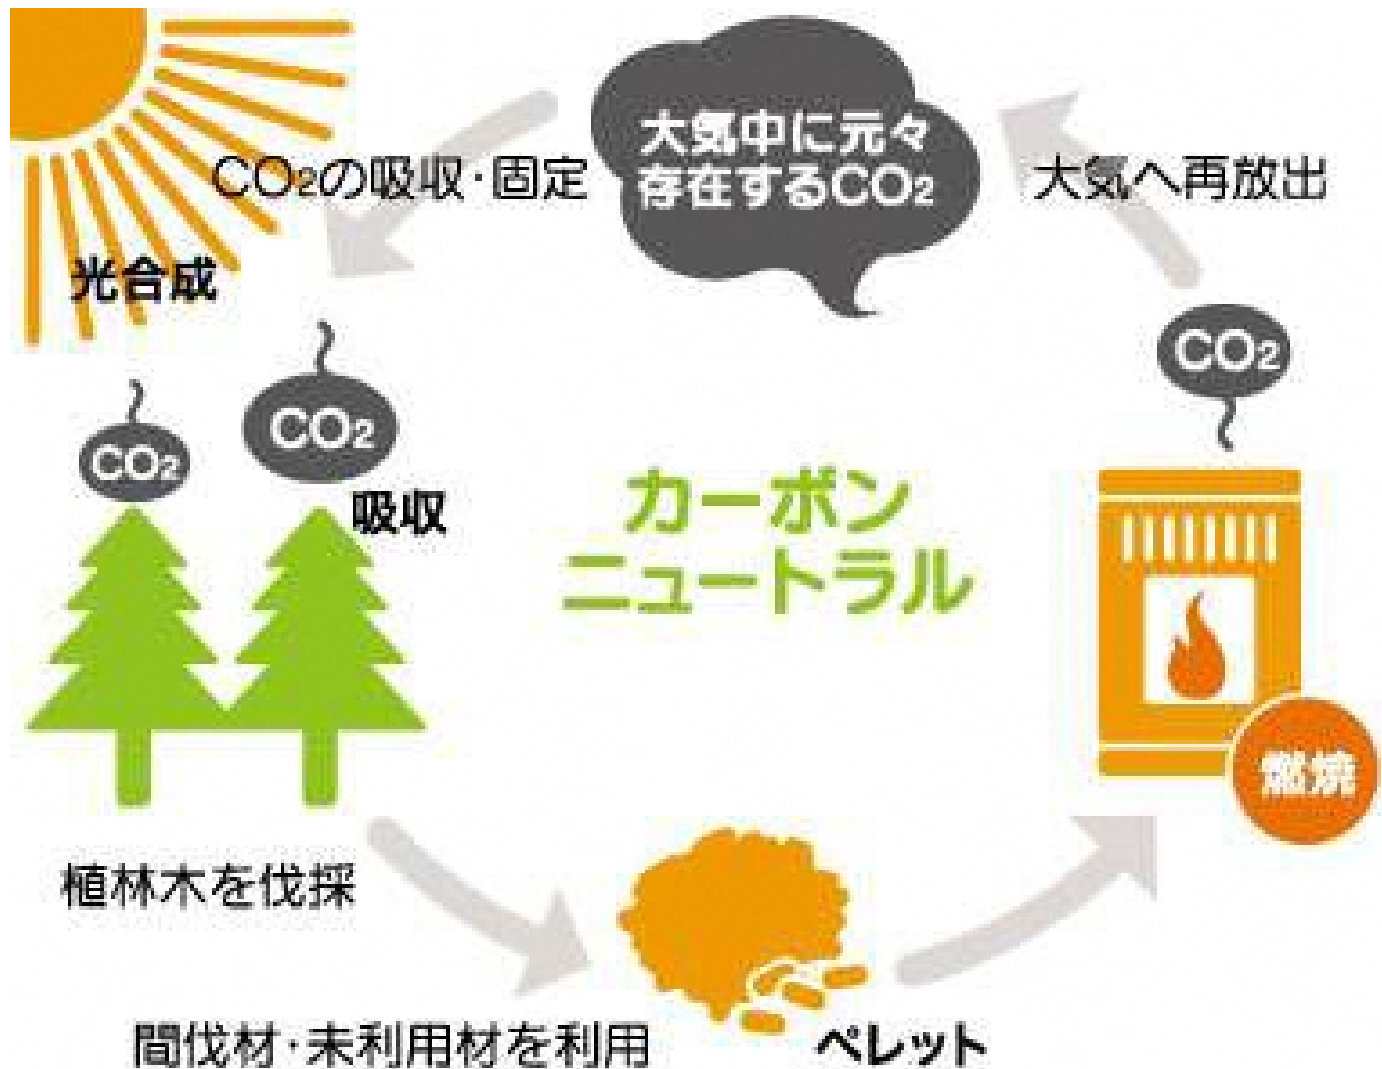 大気中に元々
存在するCO2
CO2の吸収・固定
大気へ再放出
光合成
CO2
CO2
CO2
吸収
カーボン
ニュートラル
燃焼
植林木を伐採
間伐材・未利用材を利用
ペレット